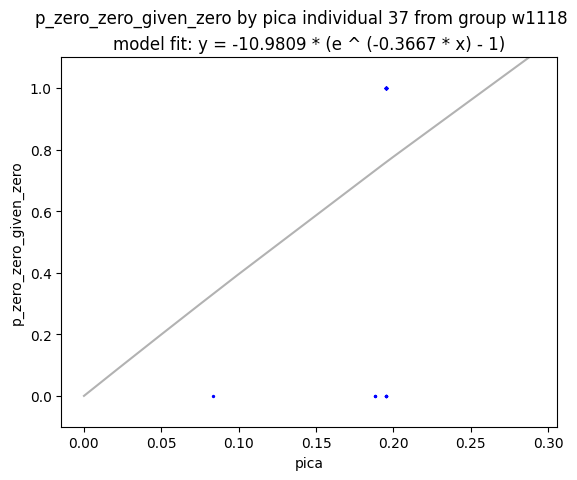 p_zero_zero_given_zero by pica individual 37 from group w1118
model fit: y = -10.9809 * (e ^ (-0.3667 * x) - 1)
1.0
0.8
0.6
0.4
0.2
0.0
p_zero_zero_given_zero
0.00 0.05 0.10 0.15 0.20 0.25 0.30
pica